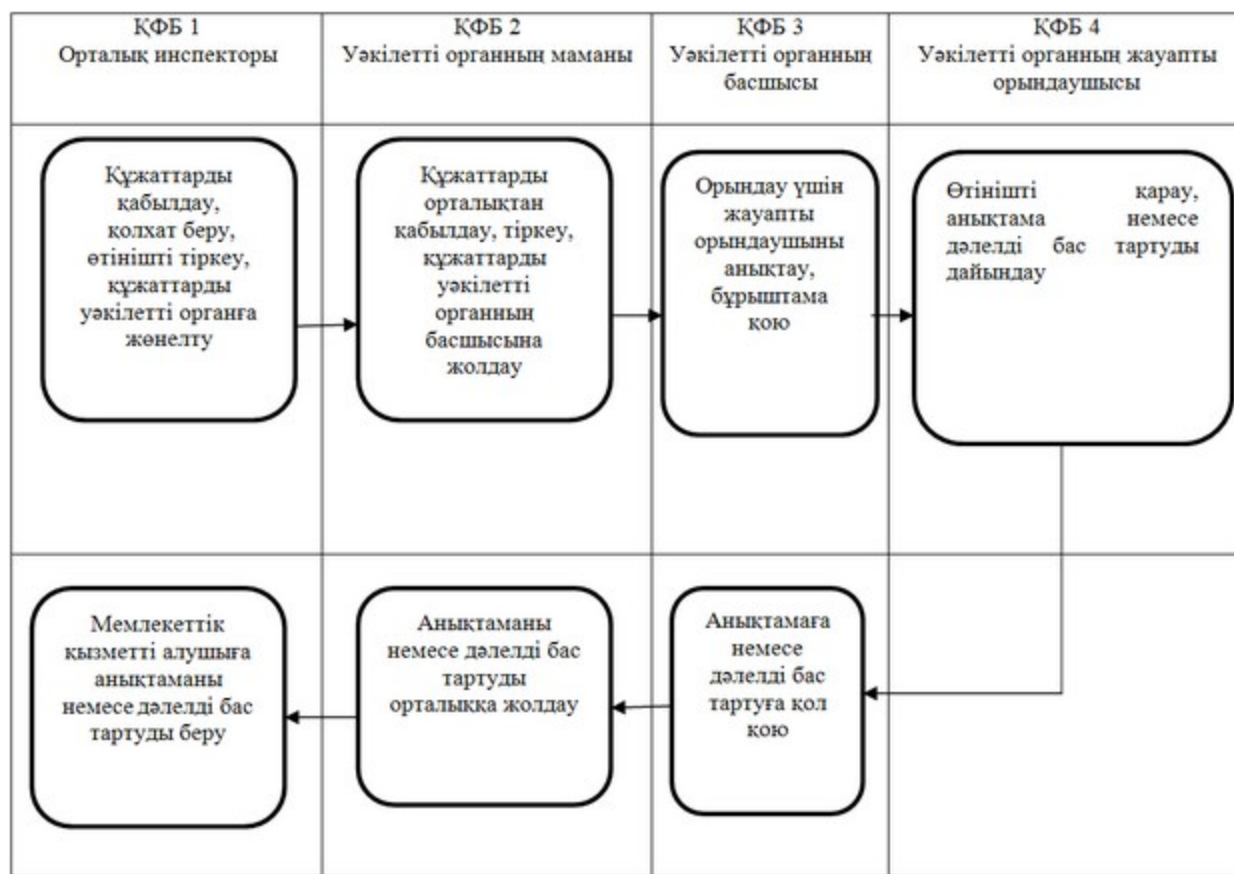 ҚФБ 1
Орталық инспекторы
ҚФБ 2
Уәкілетті органның маманы
ҚФБ 3
Уәкілетті органның
басшысы
ҚФБ 4
Уәкілетті органның жауапты
орындаушысы
Құжаттарды
қабылдау,
қолхат беру,
өтінішті тіркеу,
құжаттарды
уәкілетті органға
жөнелту
Құжаттарды
орталықтан
қабылдау, тіркеу,
құжаттарды
уәкілетті
органның
басшысына
жолдау
Орындау үшін
жауапты
орындаушыны
анықтау,
бұрыштама
қою
Өтінішті қарау,
анықтама немесе
дәлелді бас тартуды
дайындау
Мемлекеттік
қызметті алушыға
анықтаманы
немесе дәлелді бас
тартуды беру
Анықтаманы
немесе дәлелді бас
тартуды
орталыққа жолдау
Анықтамаға
немесе
дәлелді бас
тартуға қол
қою